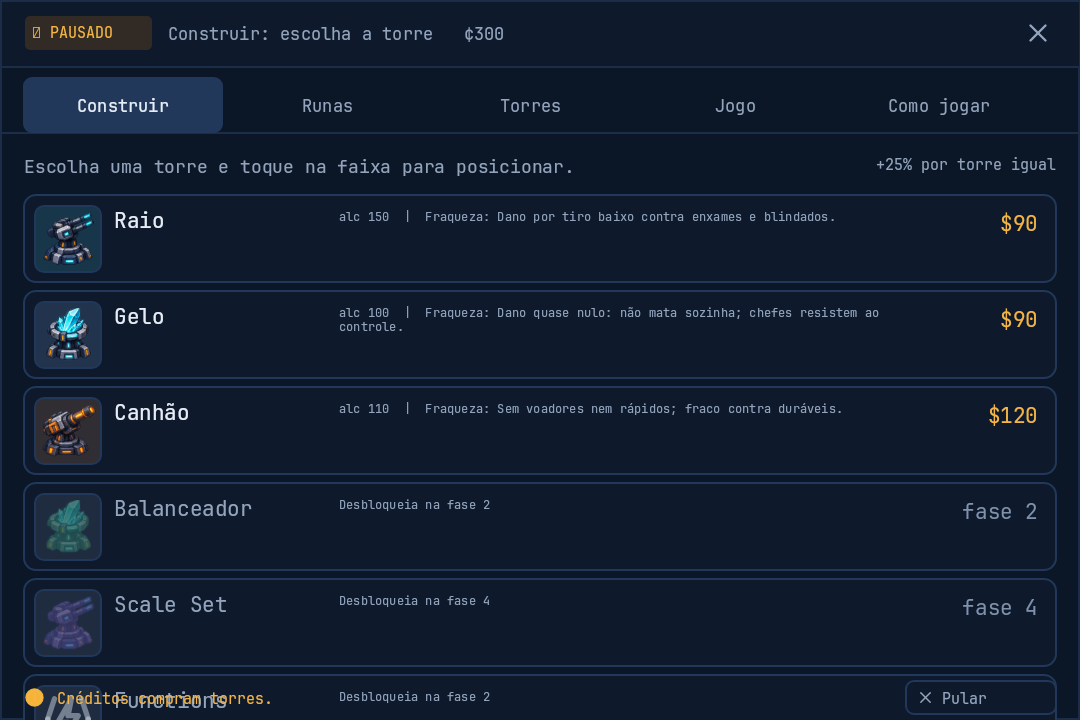 PAUSADO
Construir: escolha a torre $300
Construir Runas Torres Jogo Como jogar
Escolha uma torre e toque na faixa para posicionar. +25% por torre igual
Raio alc 150 | Fraqueza: Dano por tiro baixo contra enxames e blindados. $90
Gelo alc 100 | Fraqueza: Dano quase nulo: não mata sozinha; chefes resistem ao
controle.
$90
Canhão alc 110 | Fraqueza: Sem voadores nem rápidos; fraco contra duráveis. $120
Balanceador Desbloqueia na fase 2 fase 2
Scale Set Desbloqueia na fase 4 fase 4
Functions Desbloqueia na fase 2
Créditos compram torres.
Pular